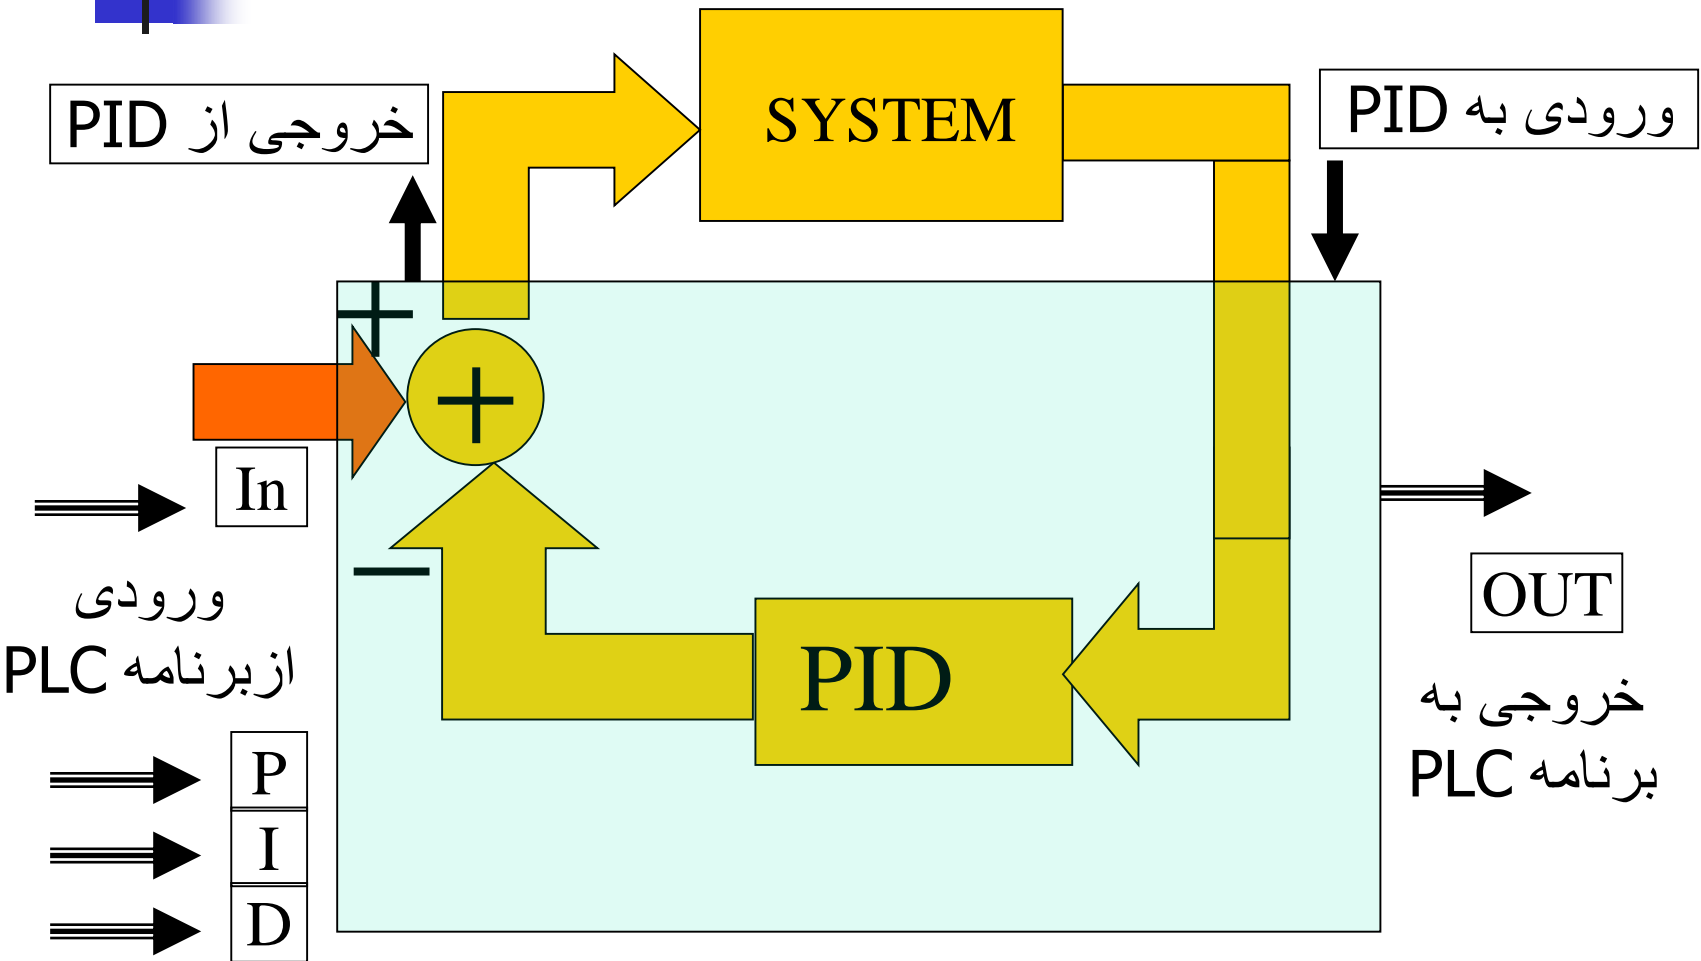 خروجی از PID
SYSTEM
ورودی به PID
+
+
In
−
ورودی
ازبرنامه PLC
PID
OUT
خروجی به
برنامه PLC
P
I
D